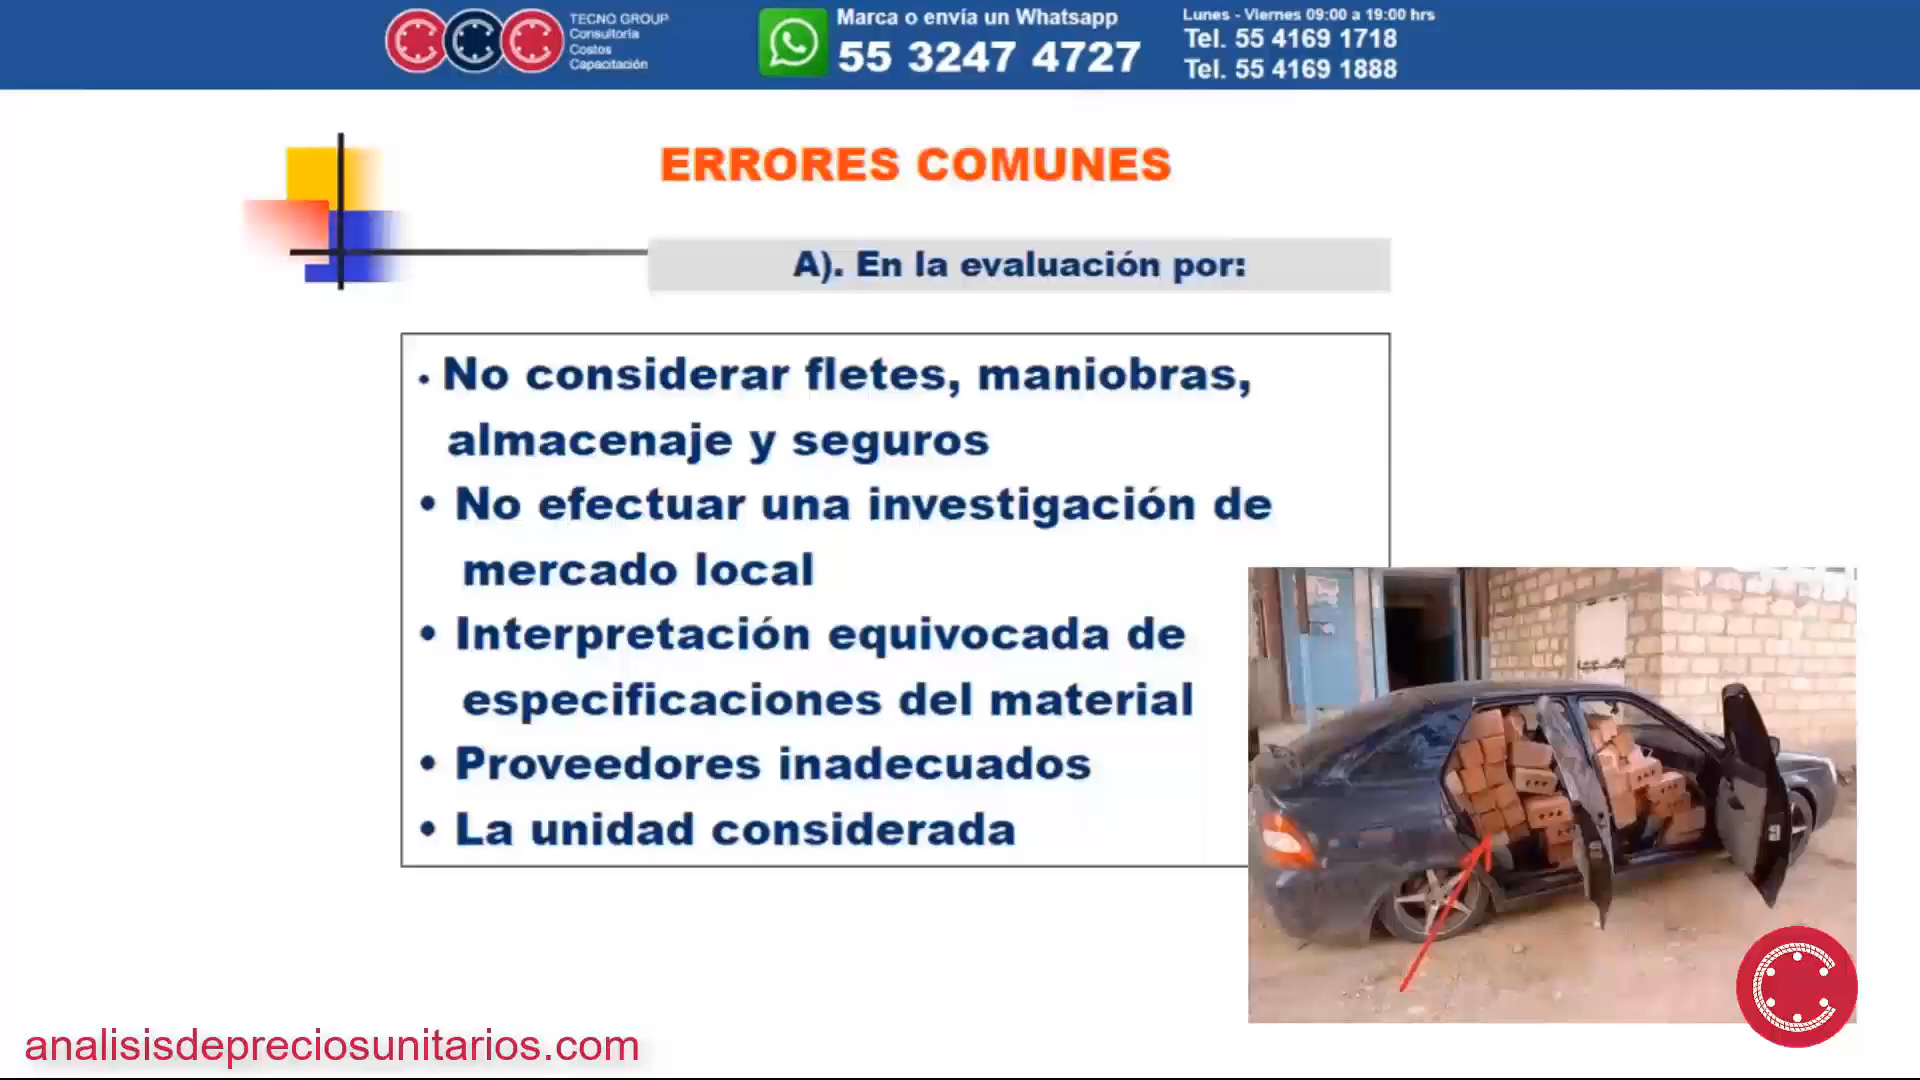 TECNO GROUP
Consultoría
Costos
Capacitación
Marca o envía un Whatsapp
55 3247 4727
Lunes - Viernes 09:00 a 19:00 hrs
Tel. 55 4169 1718
Tel. 55 4169 1888
ERRORES COMUNES
A). En la evaluación por:
• No considerar fletes, maniobras,
almacenaje y seguros
• No efectuar una investigación de
mercado local
• Interpretación equivocada de
especificaciones del material
• Proveedores inadecuados
• La unidad considerada
analisisdepreciosunitarios.com